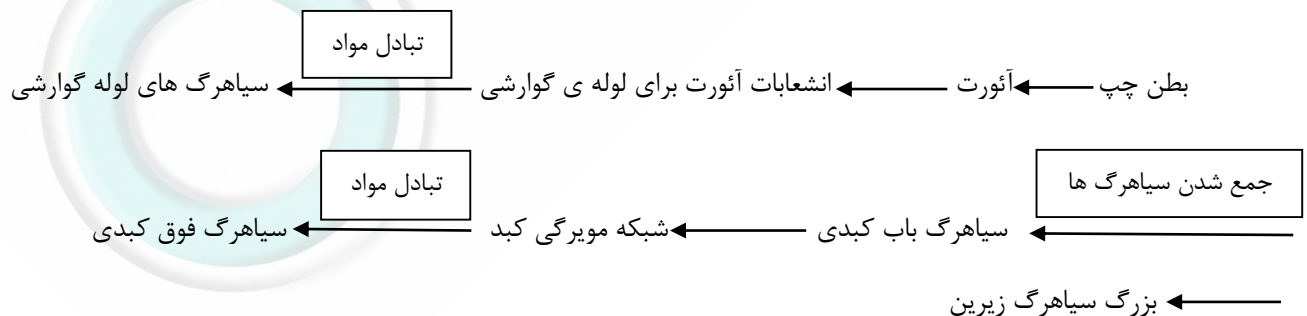 تبادل مواد
بطن چپ ← آئورت ← انشعابات آئورت برای لوله ی گوارشی ← سیاهرگ های لوله گوارشی
جمع شدن سیاهرگ ها تبادل مواد
← سیاهرگ باب کبدی ← شبکه مویرگی کبد ← سیاهرگ فوق کبدی
← بزرگ سیاهرگ زیرین